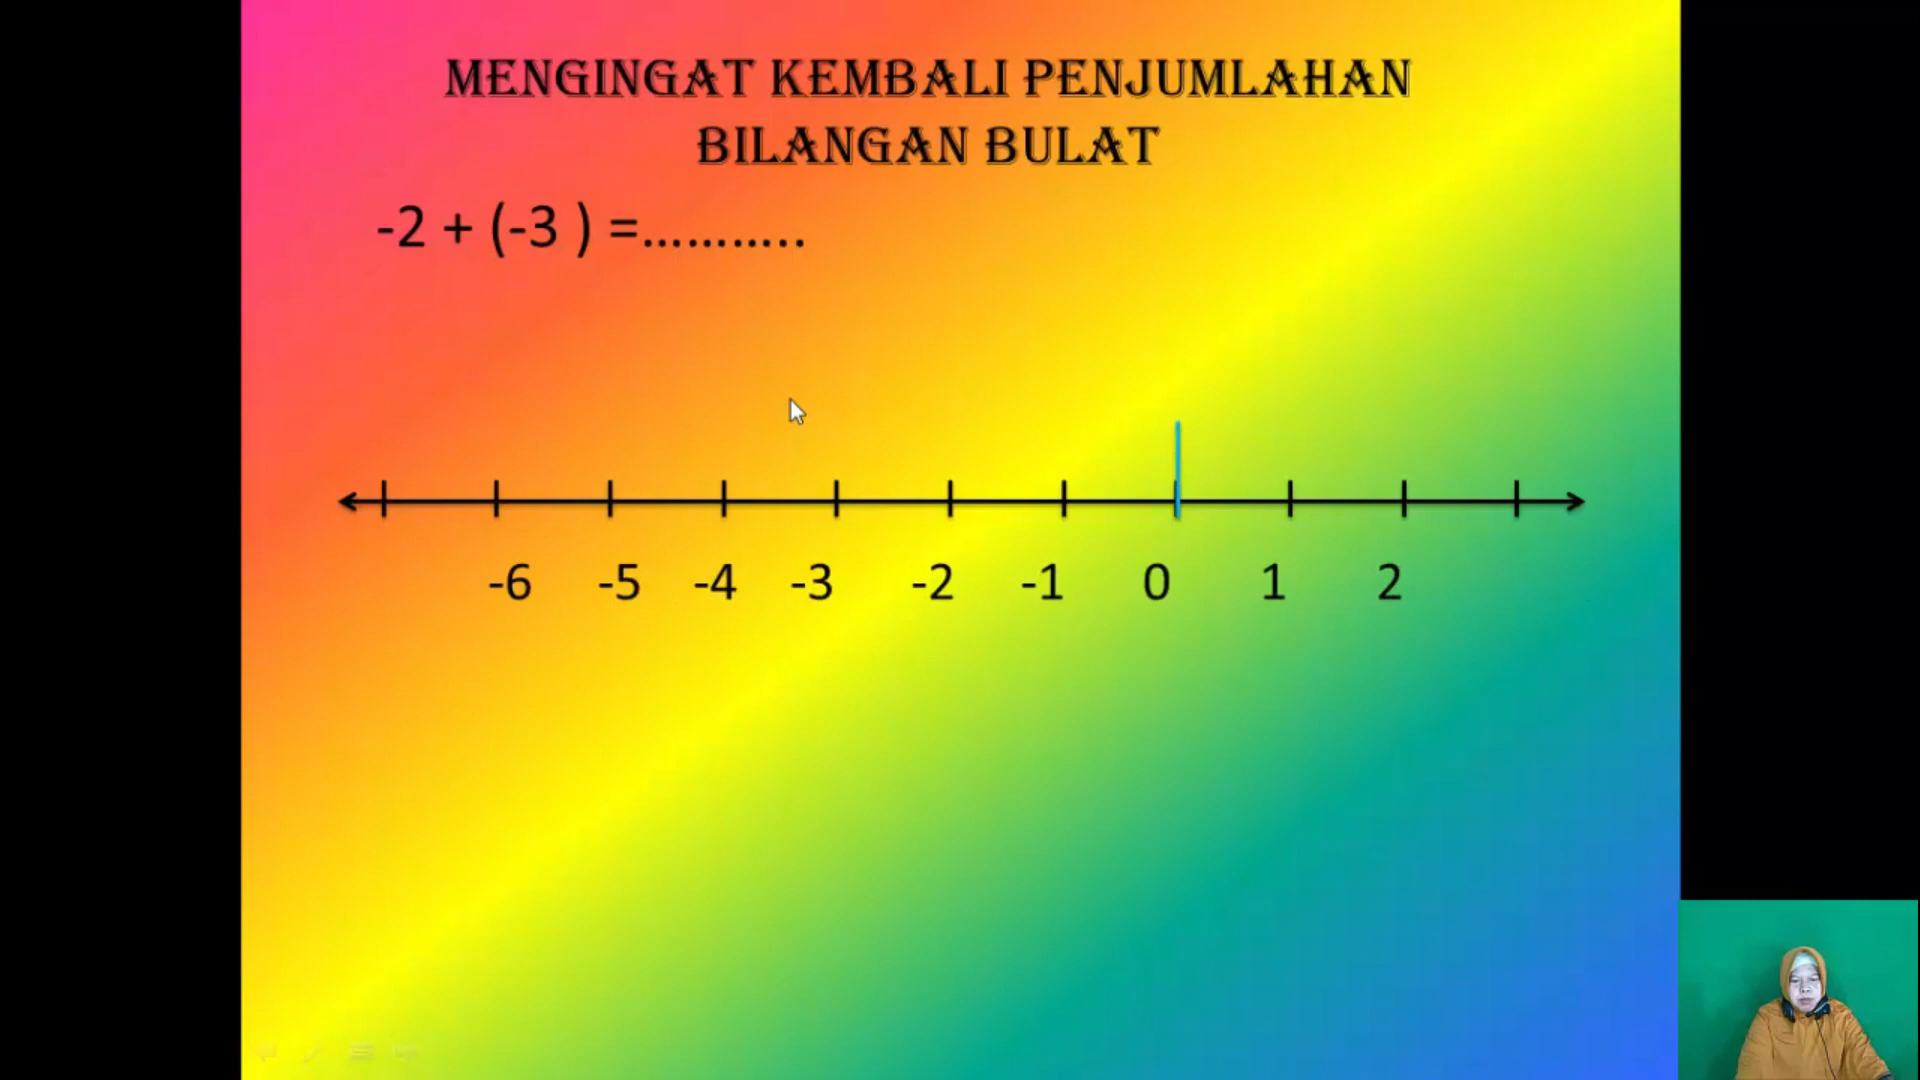 MENGINGAT KEMBALI PENJUMLAHAN
BILANGAN BULAT
-2 + (-3 ) =...........
-6 -5 -4 -3 -2 -1 0 1 2